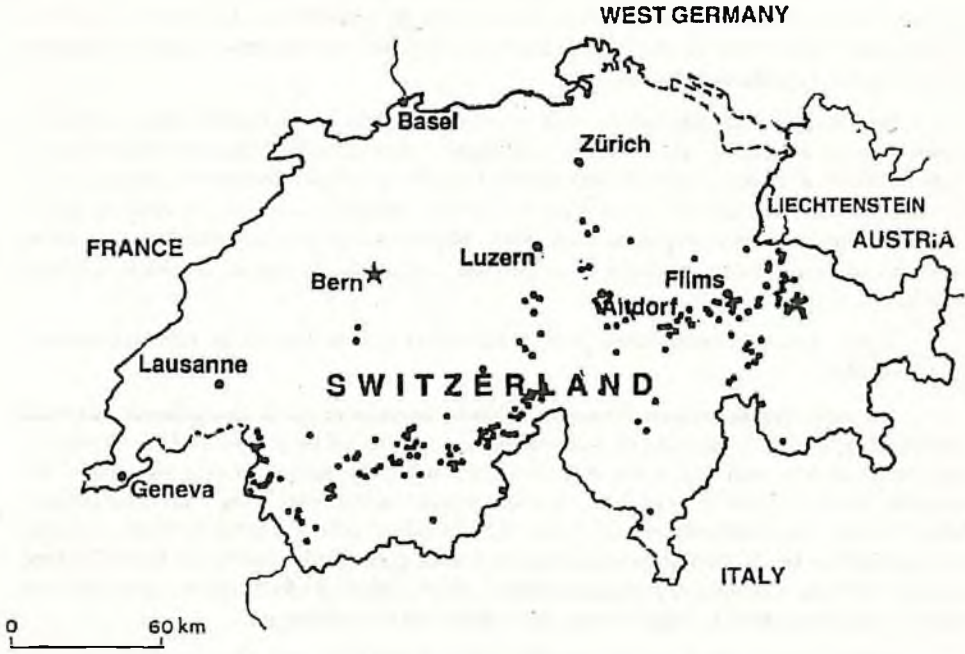 WEST GERMANY
Basel
Zürich
LIECHTENSTEIN
FRANCE
AUSTRIA
Luzern
Bern
Flims
Altdorf
Lausanne
SWITZERLAND
Geneva
ITALY
0 60 km